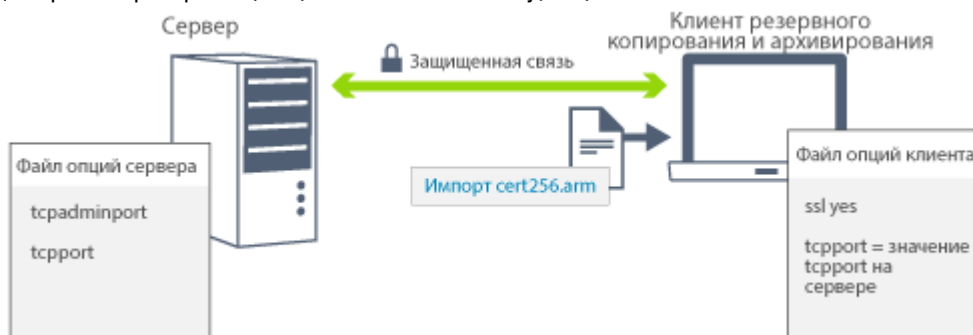 Сервер
Клиент резервного
копирования и архивирования
Защищенная связь
Файл опций сервера
tcpadminport
tcpport
Импорт cert256.arm
Файл опций клиента
ssl yes
tcpport = значение
tcpport на
сервере